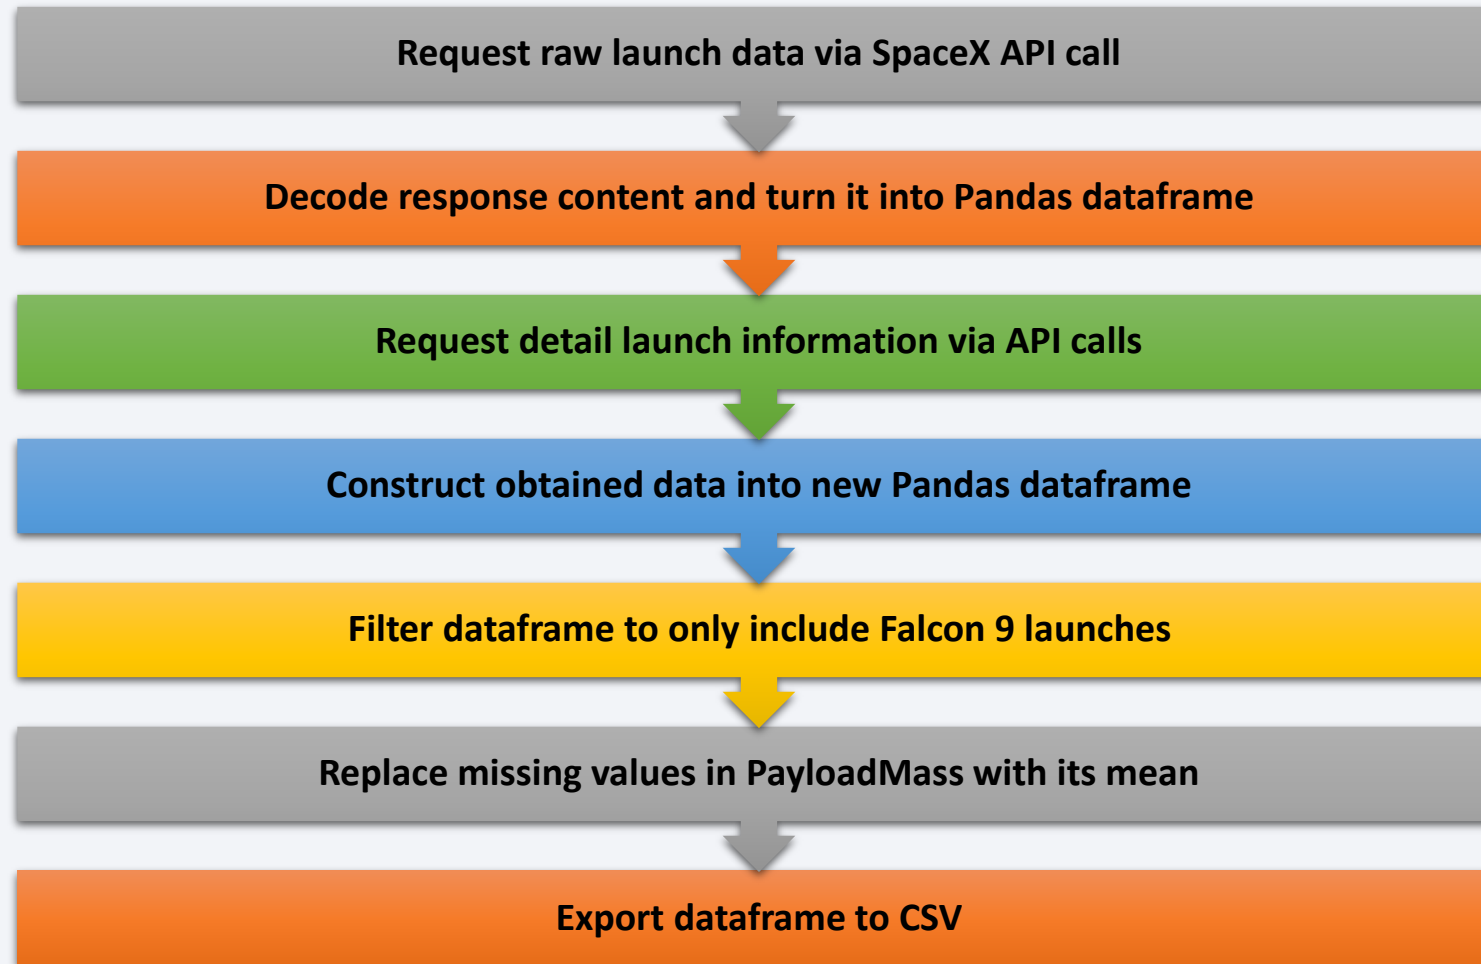 Request raw launch data via SpaceX API call
Decode response content and turn it into Pandas dataframe
Request detail launch information via API calls
Construct obtained data into new Pandas dataframe
Filter dataframe to only include Falcon 9 launches
Replace missing values in PayloadMass with its mean
Export dataframe to CSV